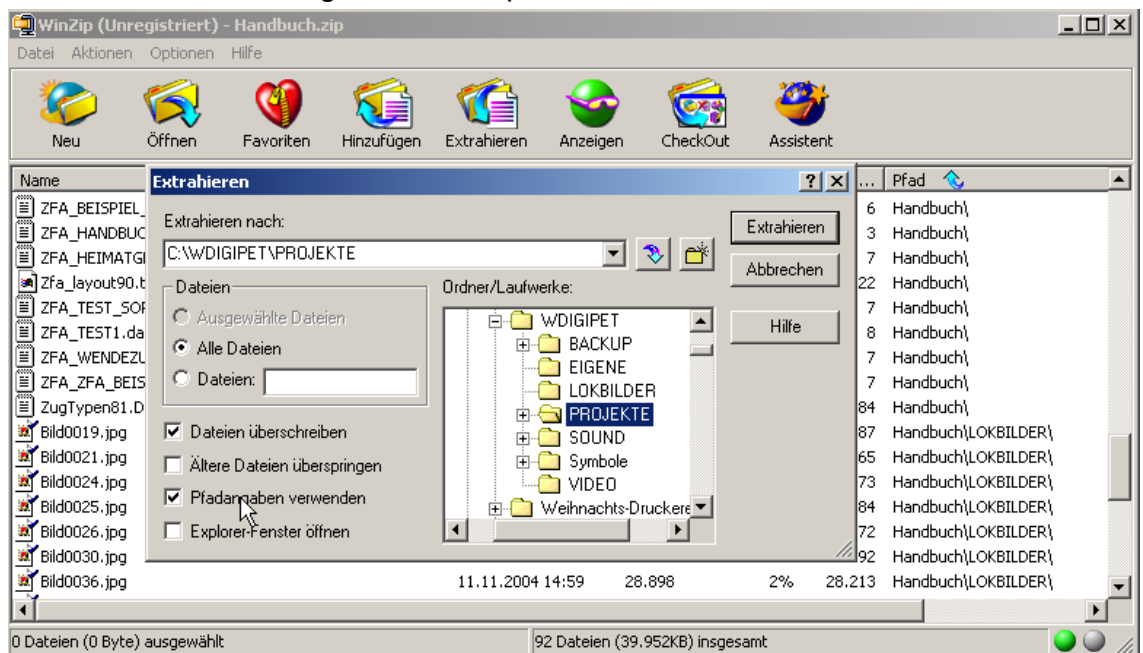 WinZip (Unregistriert) - Handbuch.zip
Datei Aktionen Optionen Hilfe
Neu Öffnen Favoriten Hinzufügen Extrahieren Anzeigen CheckOut Assistent
Name ... Pfad
Extrahieren
Extrahieren nach:
C:\WDIGIPET\PROJEKTE
Extrahieren
Abbrechen
Hilfe
Dateien
Ausgewählte Dateien
Alle Dateien
Dateien:
Dateien überschreiben
Ältere Dateien überspringen
Pfadangaben verwenden
Explorer-Fenster öffnen
Ordner/Laufwerke:
WDIGIPET
BACKUP
EIGENE
LOKBILDER
PROJEKTE
SOUND
Symbole
VIDEO
Weihnachts-Druckere
ZFA_BEISPIEL_ 6 Handbuch\
ZFA_HANDBUC 3 Handbuch\
ZFA_HEIMATG 7 Handbuch\
Zfa_layout90.t 22 Handbuch\
ZFA_TEST_SOF 7 Handbuch\
ZFA_TEST1.da 8 Handbuch\
ZFA_WENDEZU 7 Handbuch\
ZFA_ZFA_BEIS 7 Handbuch\
ZugTypen81.D 84 Handbuch\
Bild0019.jpg 87 Handbuch\LOKBILDER\
Bild0021.jpg 65 Handbuch\LOKBILDER\
Bild0024.jpg 73 Handbuch\LOKBILDER\
Bild0025.jpg 84 Handbuch\LOKBILDER\
Bild0026.jpg 72 Handbuch\LOKBILDER\
Bild0030.jpg 92 Handbuch\LOKBILDER\
Bild0036.jpg 11.11.2004 14:59 28.898 2% 28.213 Handbuch\LOKBILDER\
0 Dateien (0 Byte) ausgewählt 92 Dateien (39.952KB) insgesamt